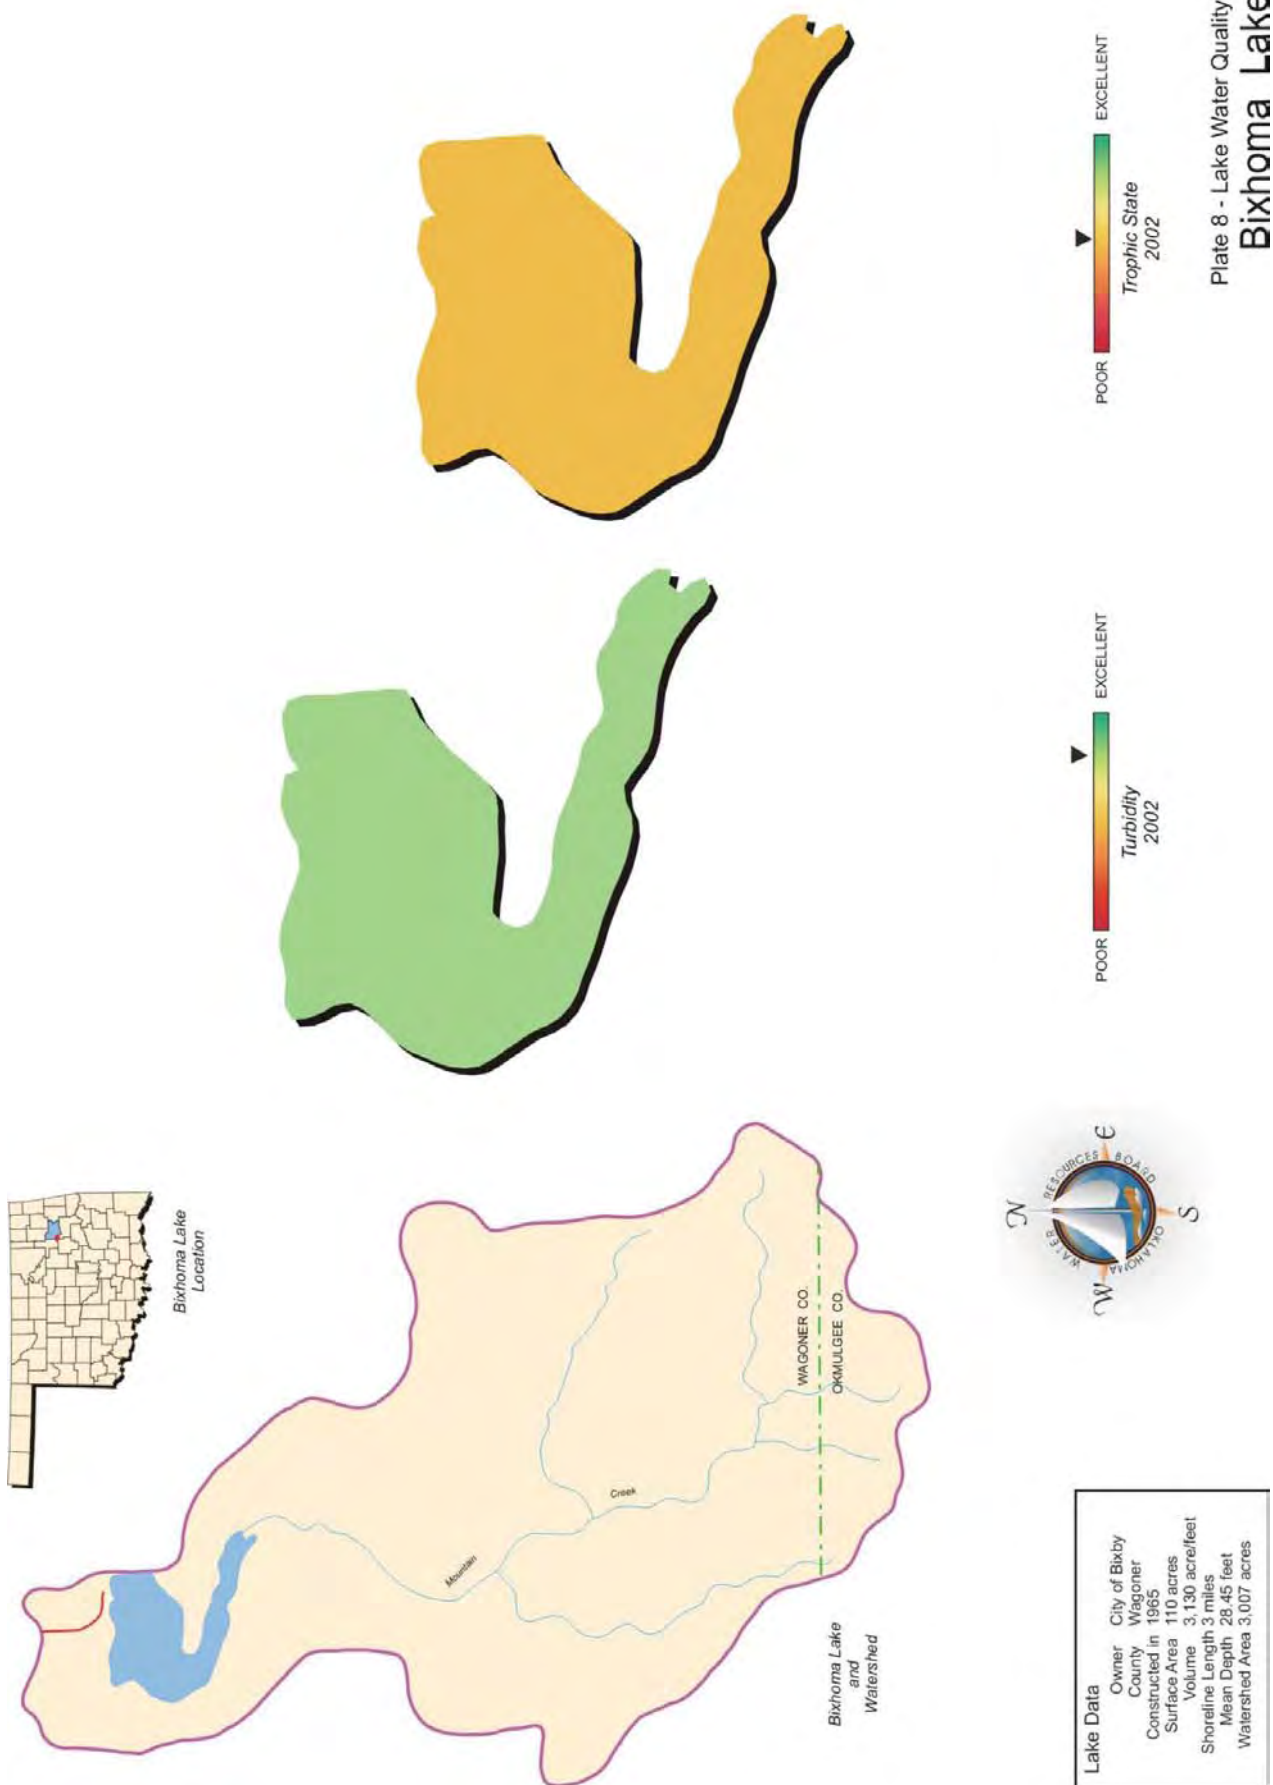 Bixhoma Lake
Location
Mountain
Creek
WAGONER CO.
OKMULGEE CO.
Bixhoma Lake
and
Watershed
N
W
E
S
OKLAHOMA WATER RESOURCES BOARD
Lake Data
Owner City of Bixby
County Wagoner
Constructed in 1965
Surface Area 110 acres
Volume 3,130 acre/feet
Shoreline Length 3 miles
Mean Depth 28.45 feet
Watershed Area 3,007 acres
POOR EXCELLENT
Turbidity
2002
POOR EXCELLENT
Trophic State
2002
Plate 8 - Lake Water Quality
Bixhoma Lake